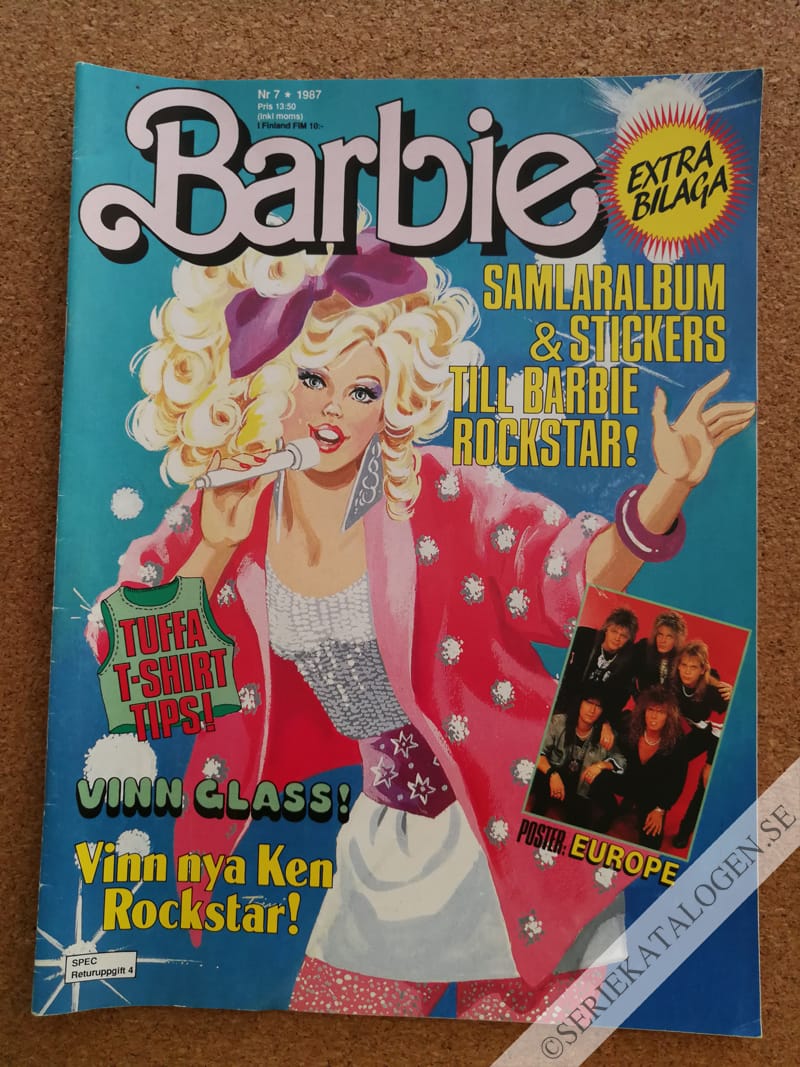 Nr 7 ★ 1987
Pris 13:50
(inkl moms)
I Finland FIM 10:-
Barbie
EXTRA
BILAGA
SAMLARALBUM
& STICKERS
TILL BARBIE
ROCKSTAR!
TUFFA
T-SHIRT
TIPS!
VINN GLASS!
Vinn nya Ken
Rockstar!
POSTER: EUROPE
SPEC
Returuppgift 4
©SERIEKATALOGEN.SE